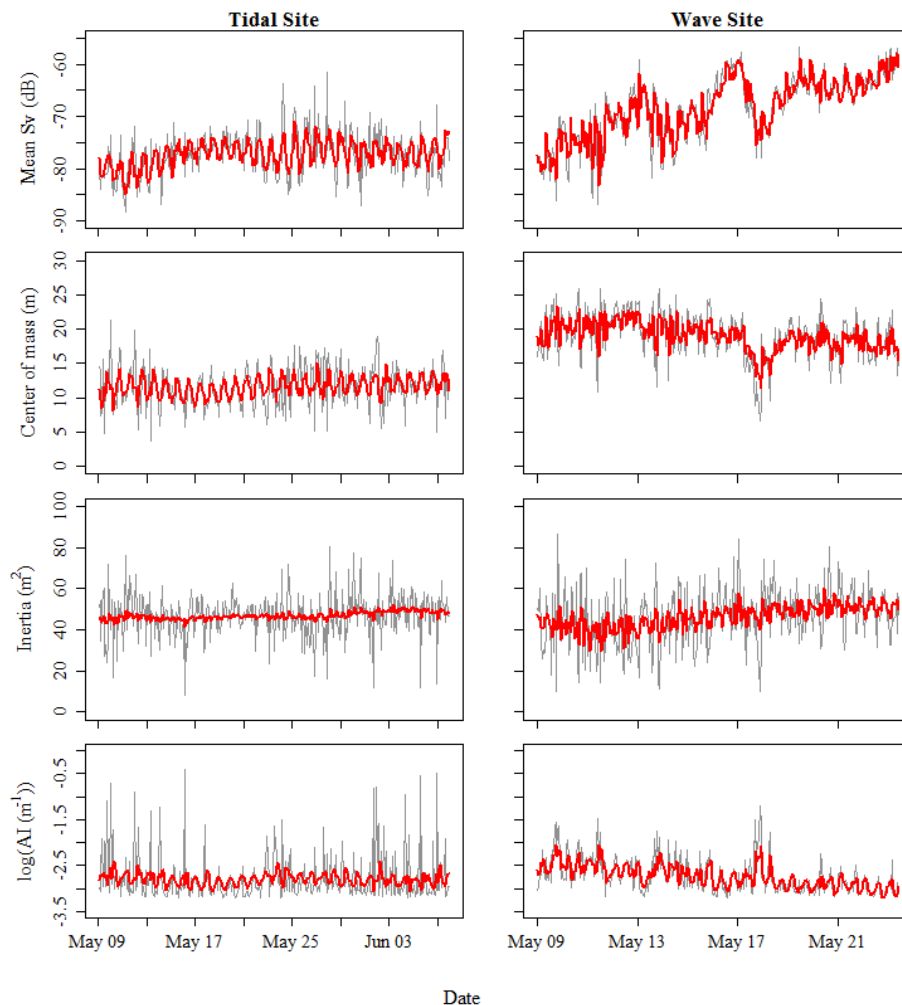 Tidal Site
Wave Site
Mean Sv (dB)
-60
-70
-80
-90
Center of mass (m)
30
25
20
15
10
5
0
Inertia (m²)
100
80
60
40
20
0
log(AI (m⁻¹))
-0.5
-1.5
-2.5
-3.5
May 09 May 17 May 25 Jun 03
May 09 May 13 May 17 May 21
Date